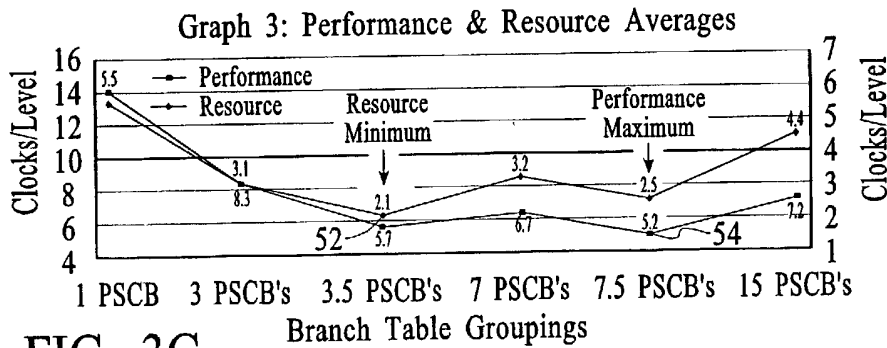 Graph 3: Performance & Resource Averages
16
14
12
10
8
6
4
Clocks/Level
Performance
Resource
Resource
Minimum
Performance
Maximum
5.5
3.1
8.3
2.1
5.7
3.2
6.7
2.5
5.2
4.4
7.2
52
54
7
6
5
4
3
2
1
Clocks/Level
1 PSCB 3 PSCB's 3.5 PSCB's 7 PSCB's 7.5 PSCB's 15 PSCB's
Branch Table Groupings